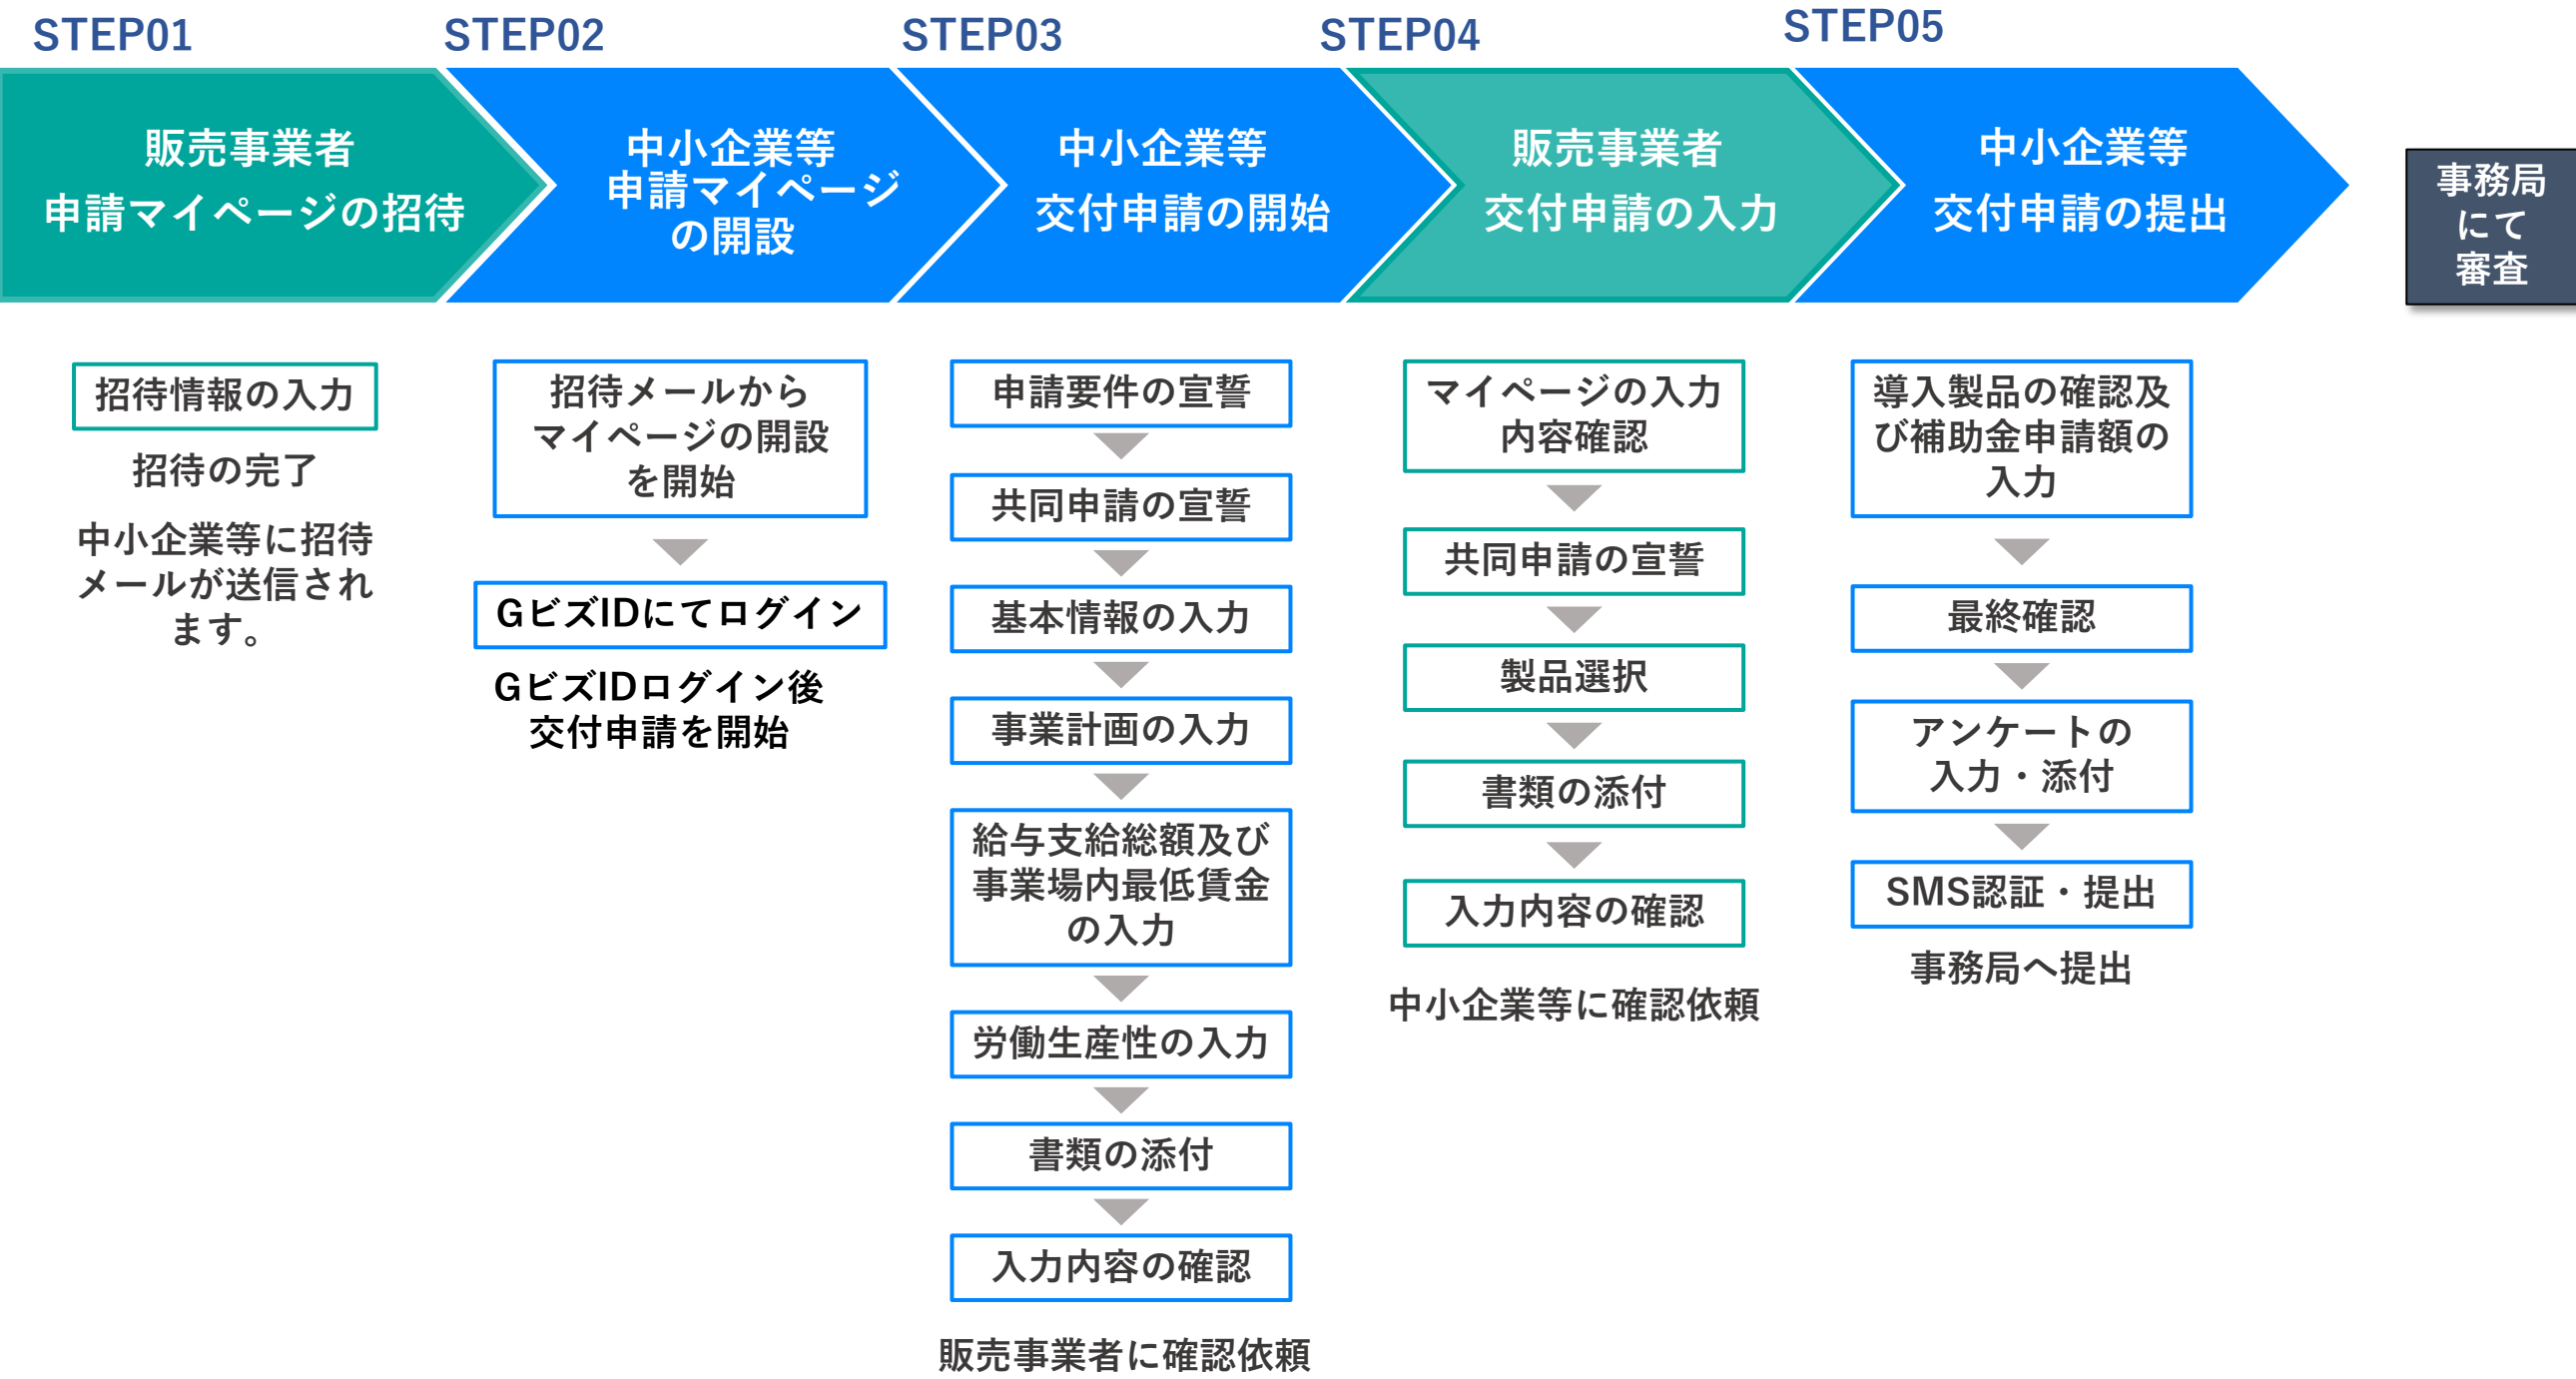 STEP01
販売事業者
申請マイページの招待
招待情報の入力
招待の完了
中小企業等に招待
メールが送信され
ます。
STEP02
中小企業等
申請マイページ
の開設
招待メールから
マイページの開設
を開始
GビズIDにてログイン
GビズIDログイン後
交付申請を開始
STEP03
中小企業等
交付申請の開始
申請要件の宣誓
共同申請の宣誓
基本情報の入力
事業計画の入力
給与支給総額及び
事業場内最低賃金
の入力
労働生産性の入力
書類の添付
入力内容の確認
販売事業者に確認依頼
STEP04
販売事業者
交付申請の入力
マイページの入力
内容確認
共同申請の宣誓
製品選択
書類の添付
入力内容の確認
中小企業等に確認依頼
STEP05
中小企業等
交付申請の提出
導入製品の確認及
び補助金申請額の
入力
最終確認
アンケートの
入力・添付
SMS認証・提出
事務局へ提出
事務局
にて
審査